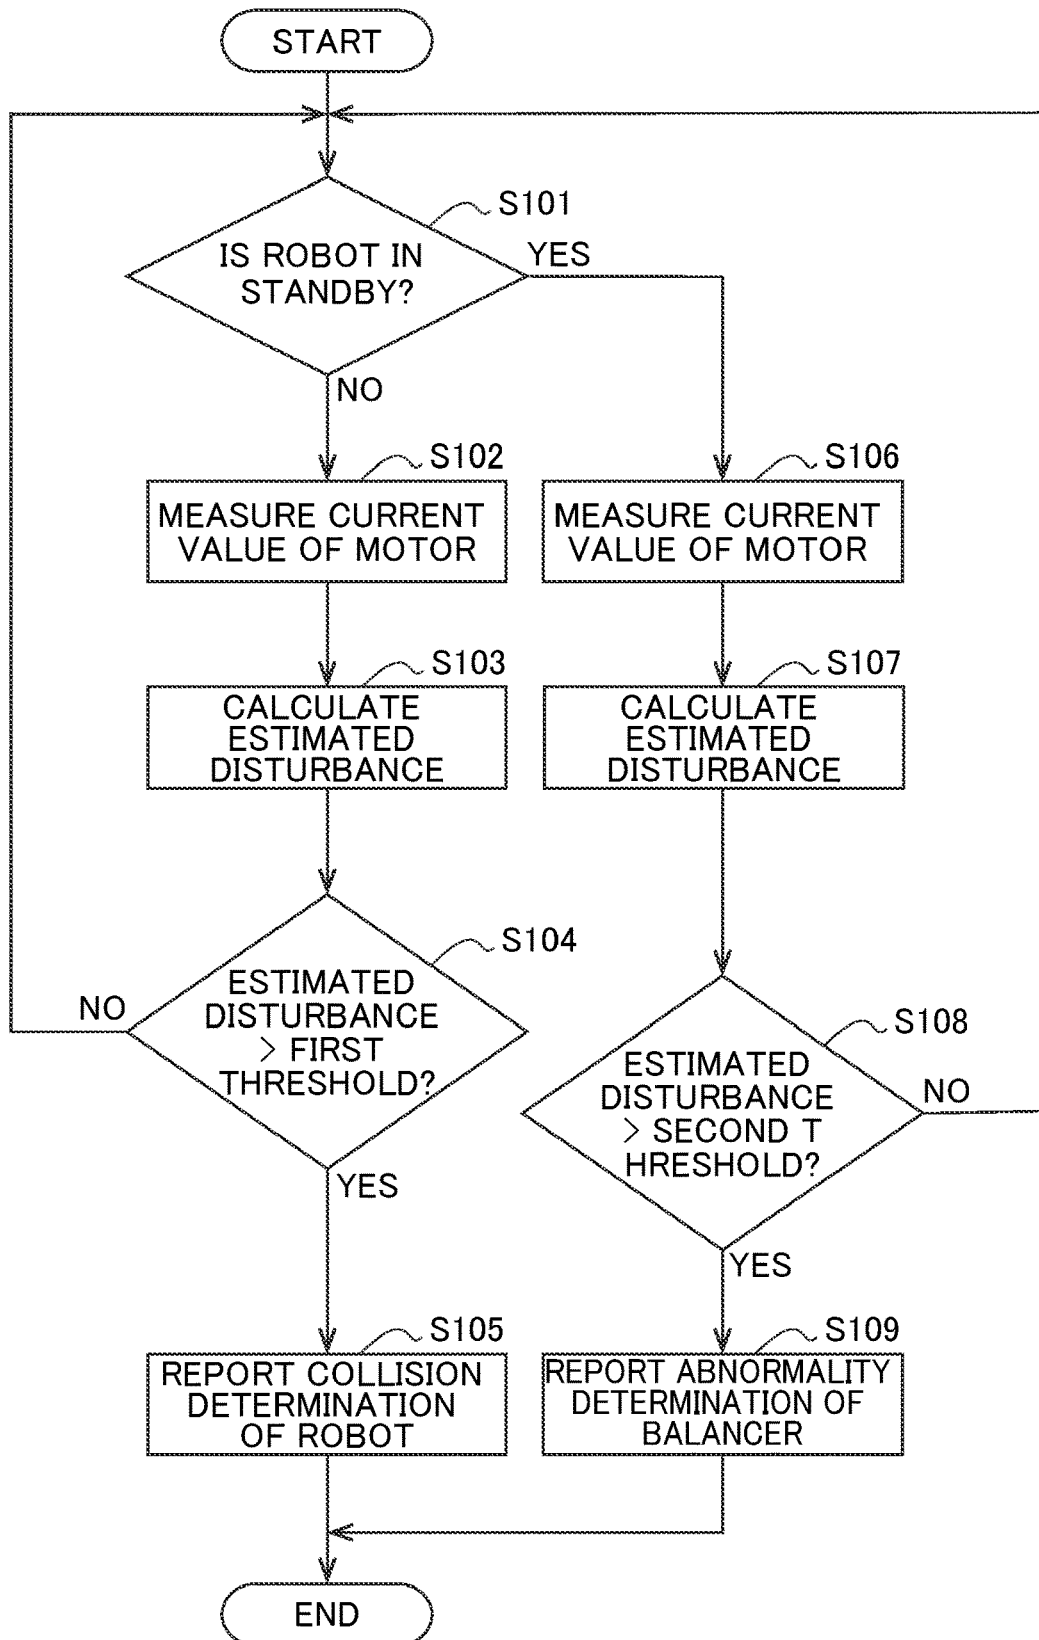 START
S101
IS ROBOT IN
STANDBY?
YES
NO
S102
MEASURE CURRENT
VALUE OF MOTOR
S106
MEASURE CURRENT
VALUE OF MOTOR
S103
CALCULATE
ESTIMATED
DISTURBANCE
S107
CALCULATE
ESTIMATED
DISTURBANCE
S104
ESTIMATED
DISTURBANCE
> FIRST
THRESHOLD?
NO
YES
S108
ESTIMATED
DISTURBANCE
> SECOND T
HRESHOLD?
NO
YES
S105
REPORT COLLISION
DETERMINATION
OF ROBOT
S109
REPORT ABNORMALITY
DETERMINATION OF
BALANCER
END